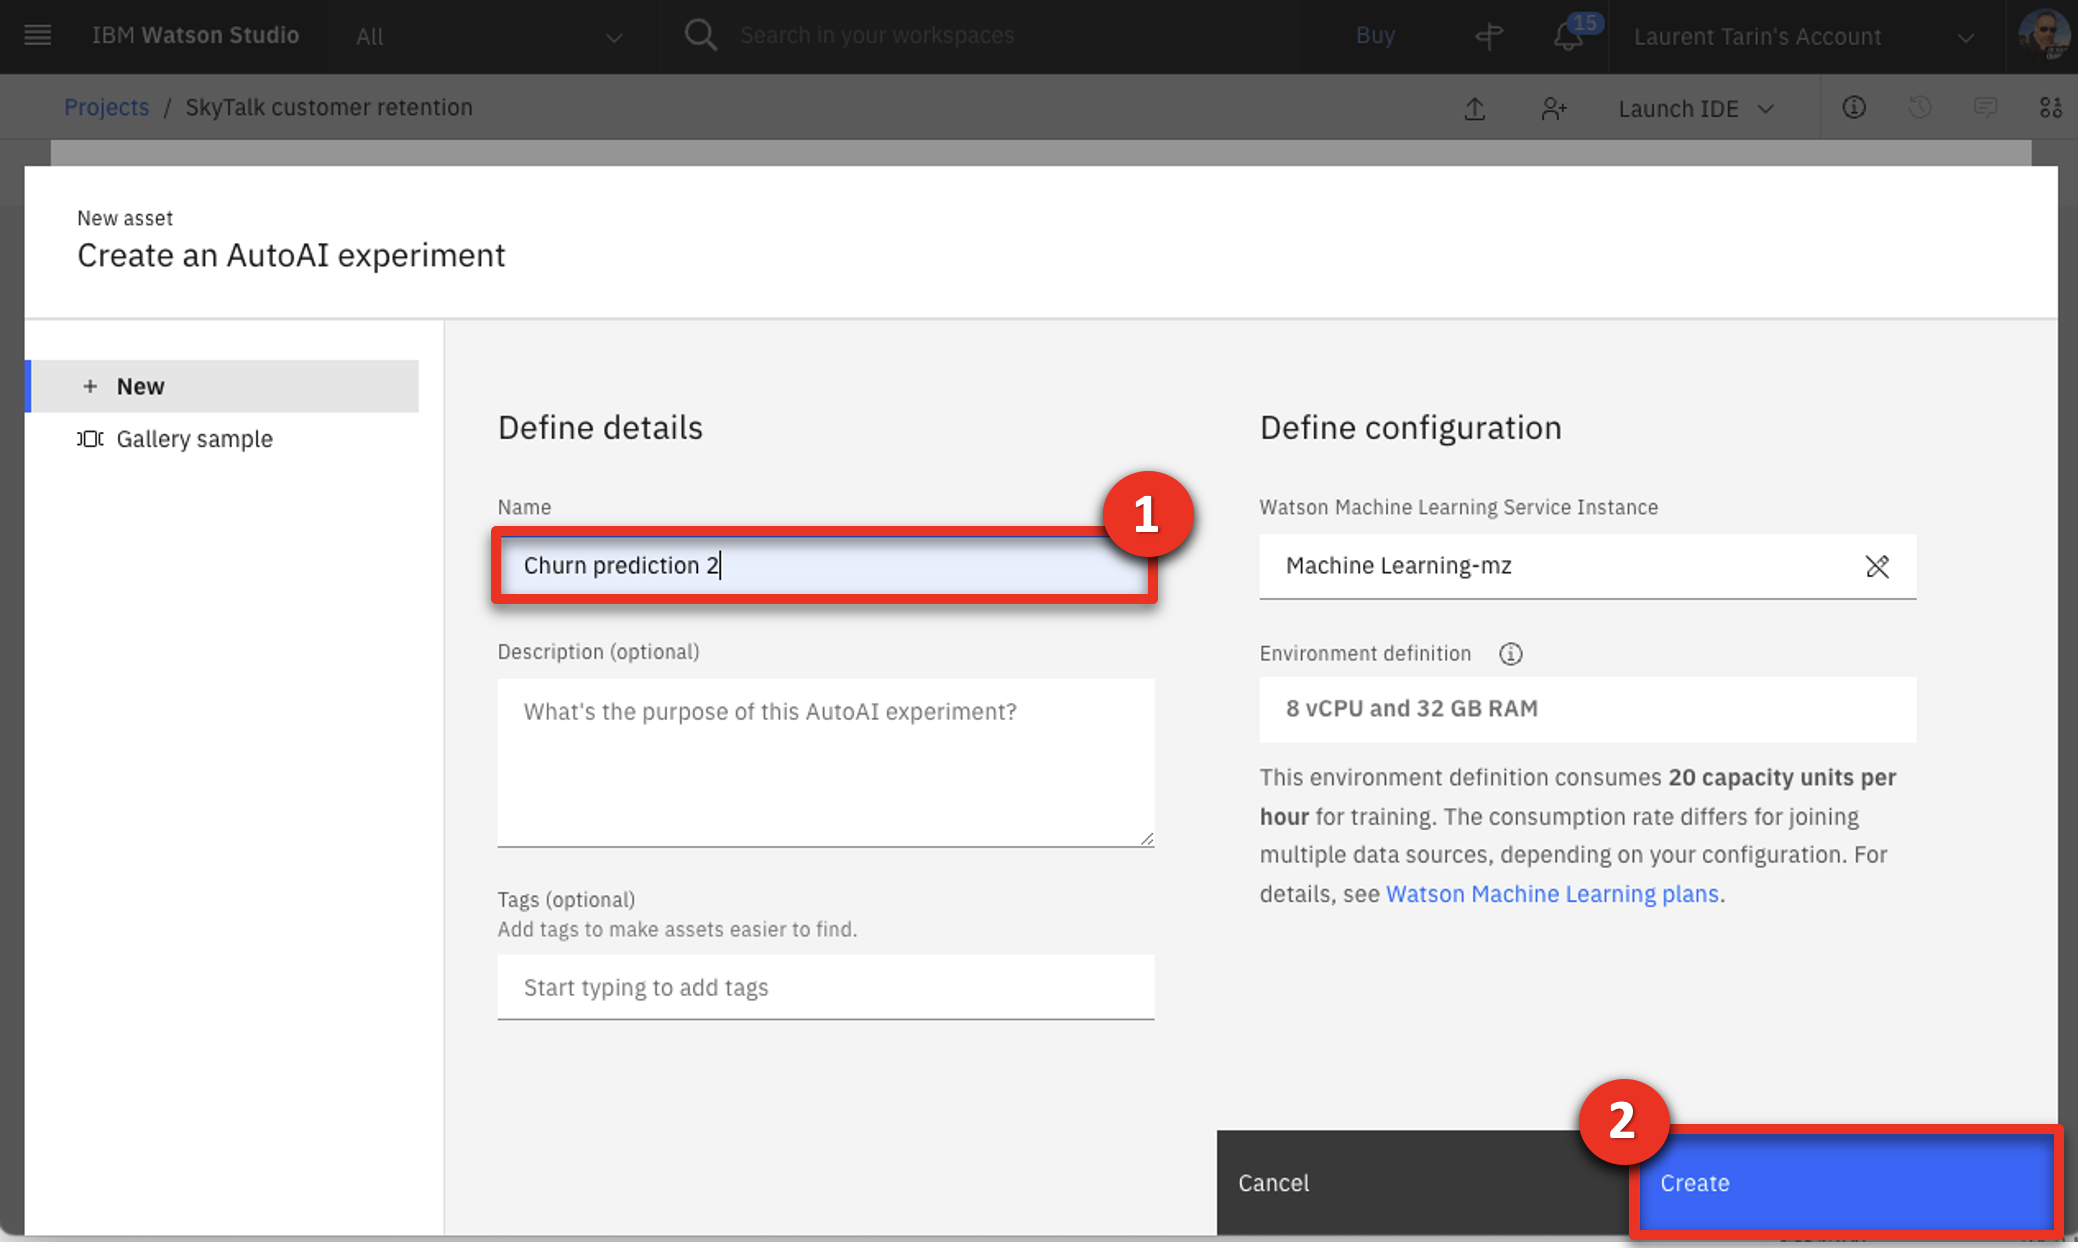 IBM Watson Studio
All
Search in your workspaces
Buy
15
Laurent Tarin's Account
Projects / SkyTalk customer retention
Launch IDE
New asset
Create an AutoAI experiment
+ New
Gallery sample
Define details
Name
1
Churn prediction 2
Description (optional)
What's the purpose of this AutoAI experiment?
Tags (optional)
Add tags to make assets easier to find.
Start typing to add tags
Define configuration
Watson Machine Learning Service Instance
Machine Learning-mz
Environment definition
8 vCPU and 32 GB RAM
This environment definition consumes 20 capacity units per
hour for training. The consumption rate differs for joining
multiple data sources, depending on your configuration. For
details, see Watson Machine Learning plans.
2
Cancel
Create